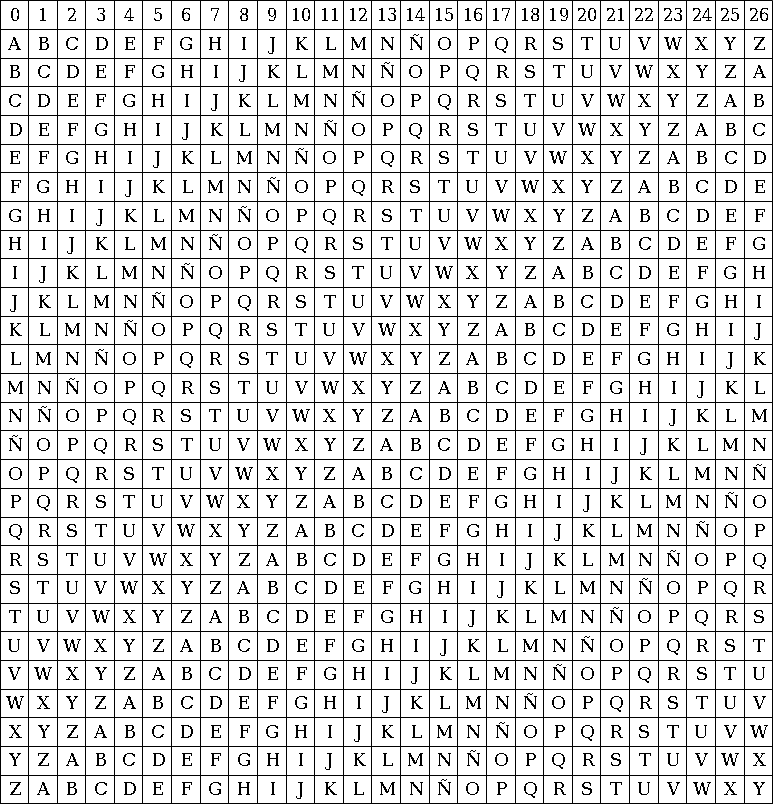 0 1 2 3 4 5 6 7 8 9 10 11 12 13 14 15 16 17 18 19 20 21 22 23 24 25 26
A B C D E F G H I J K L M N Ñ O P Q R S T U V W X Y Z
B C D E F G H I J K L M N Ñ O P Q R S T U V W X Y Z A
C D E F G H I J K L M N Ñ O P Q R S T U V W X Y Z A B
D E F G H I J K L M N Ñ O P Q R S T U V W X Y Z A B C
E F G H I J K L M N Ñ O P Q R S T U V W X Y Z A B C D
F G H I J K L M N Ñ O P Q R S T U V W X Y Z A B C D E
G H I J K L M N Ñ O P Q R S T U V W X Y Z A B C D E F
H I J K L M N Ñ O P Q R S T U V W X Y Z A B C D E F G
I J K L M N Ñ O P Q R S T U V W X Y Z A B C D E F G H
J K L M N Ñ O P Q R S T U V W X Y Z A B C D E F G H I
K L M N Ñ O P Q R S T U V W X Y Z A B C D E F G H I J
L M N Ñ O P Q R S T U V W X Y Z A B C D E F G H I J K
M N Ñ O P Q R S T U V W X Y Z A B C D E F G H I J K L
N Ñ O P Q R S T U V W X Y Z A B C D E F G H I J K L M
Ñ O P Q R S T U V W X Y Z A B C D E F G H I J K L M N
O P Q R S T U V W X Y Z A B C D E F G H I J K L M N Ñ
P Q R S T U V W X Y Z A B C D E F G H I J K L M N Ñ O
Q R S T U V W X Y Z A B C D E F G H I J K L M N Ñ O P
R S T U V W X Y Z A B C D E F G H I J K L M N Ñ O P Q
S T U V W X Y Z A B C D E F G H I J K L M N Ñ O P Q R
T U V W X Y Z A B C D E F G H I J K L M N Ñ O P Q R S
U V W X Y Z A B C D E F G H I J K L M N Ñ O P Q R S T
V W X Y Z A B C D E F G H I J K L M N Ñ O P Q R S T U
W X Y Z A B C D E F G H I J K L M N Ñ O P Q R S T U V
X Y Z A B C D E F G H I J K L M N Ñ O P Q R S T U V W
Y Z A B C D E F G H I J K L M N Ñ O P Q R S T U V W X
Z A B C D E F G H I J K L M N Ñ O P Q R S T U V W X Y